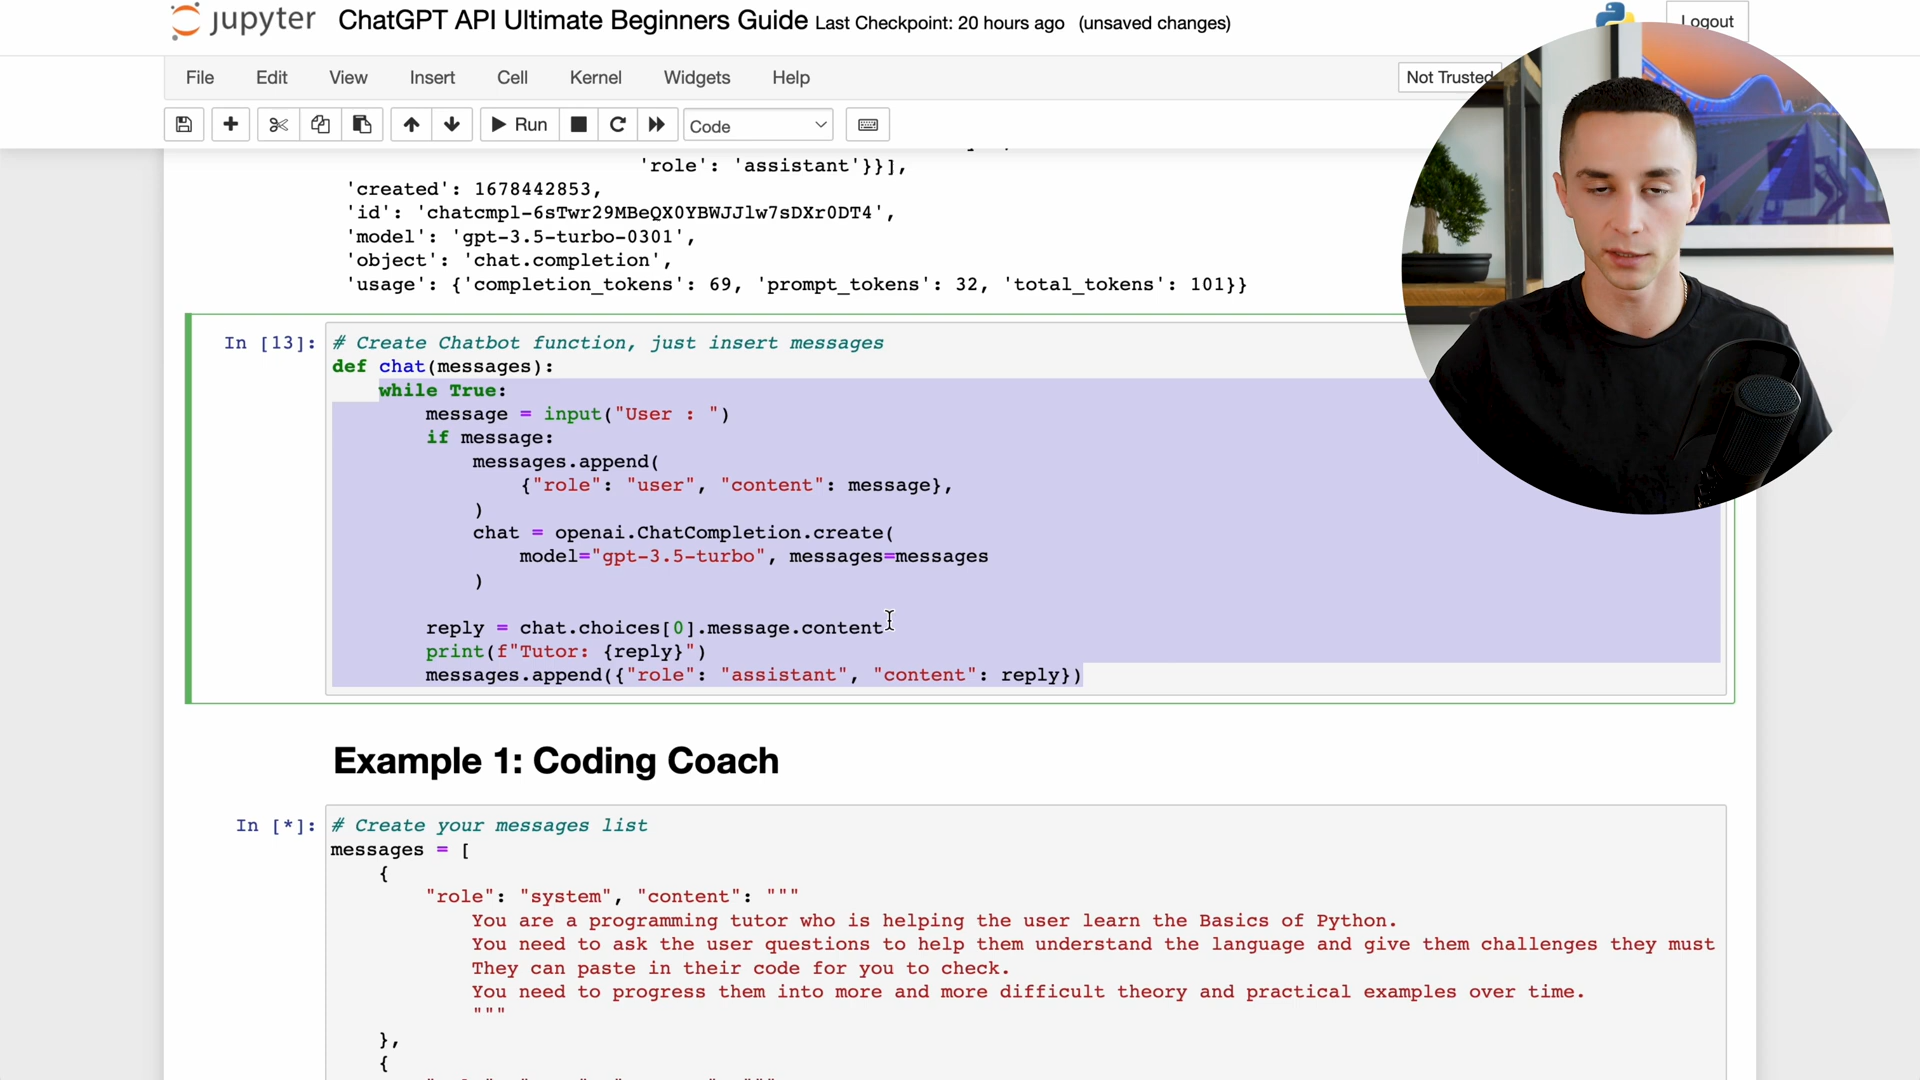 jupyter ChatGPT API Ultimate Beginners Guide Last Checkpoint: 20 hours ago (unsaved changes) Logout
File Edit View Insert Cell Kernel Widgets Help Not Trusted
Run Code
'role': 'assistant'}}],
'created': 1678442853,
'id': 'chatcmpl-6sTwr29MBeQX0YBWJJlw7sDXr0DT4',
'model': 'gpt-3.5-turbo-0301',
'object': 'chat.completion',
'usage': {'completion_tokens': 69, 'prompt_tokens': 32, 'total_tokens': 101}}
In [13]: # Create Chatbot function, just insert messages
def chat(messages):
    while True:
        message = input("User : ")
        if message:
            messages.append(
                {"role": "user", "content": message},
            )
            chat = openai.ChatCompletion.create(
                model="gpt-3.5-turbo", messages=messages
            )
        reply = chat.choices[0].message.content
        print(f"Tutor: {reply}")
        messages.append({"role": "assistant", "content": reply})
Example 1: Coding Coach
In [*]: # Create your messages list
messages = [
    {
        "role": "system", "content": """
            You are a programming tutor who is helping the user learn the Basics of Python.
            You need to ask the user questions to help them understand the language and give them challenges they must
            They can paste in their code for you to check.
            You need to progress them into more and more difficult theory and practical examples over time.
            """
    },
    {